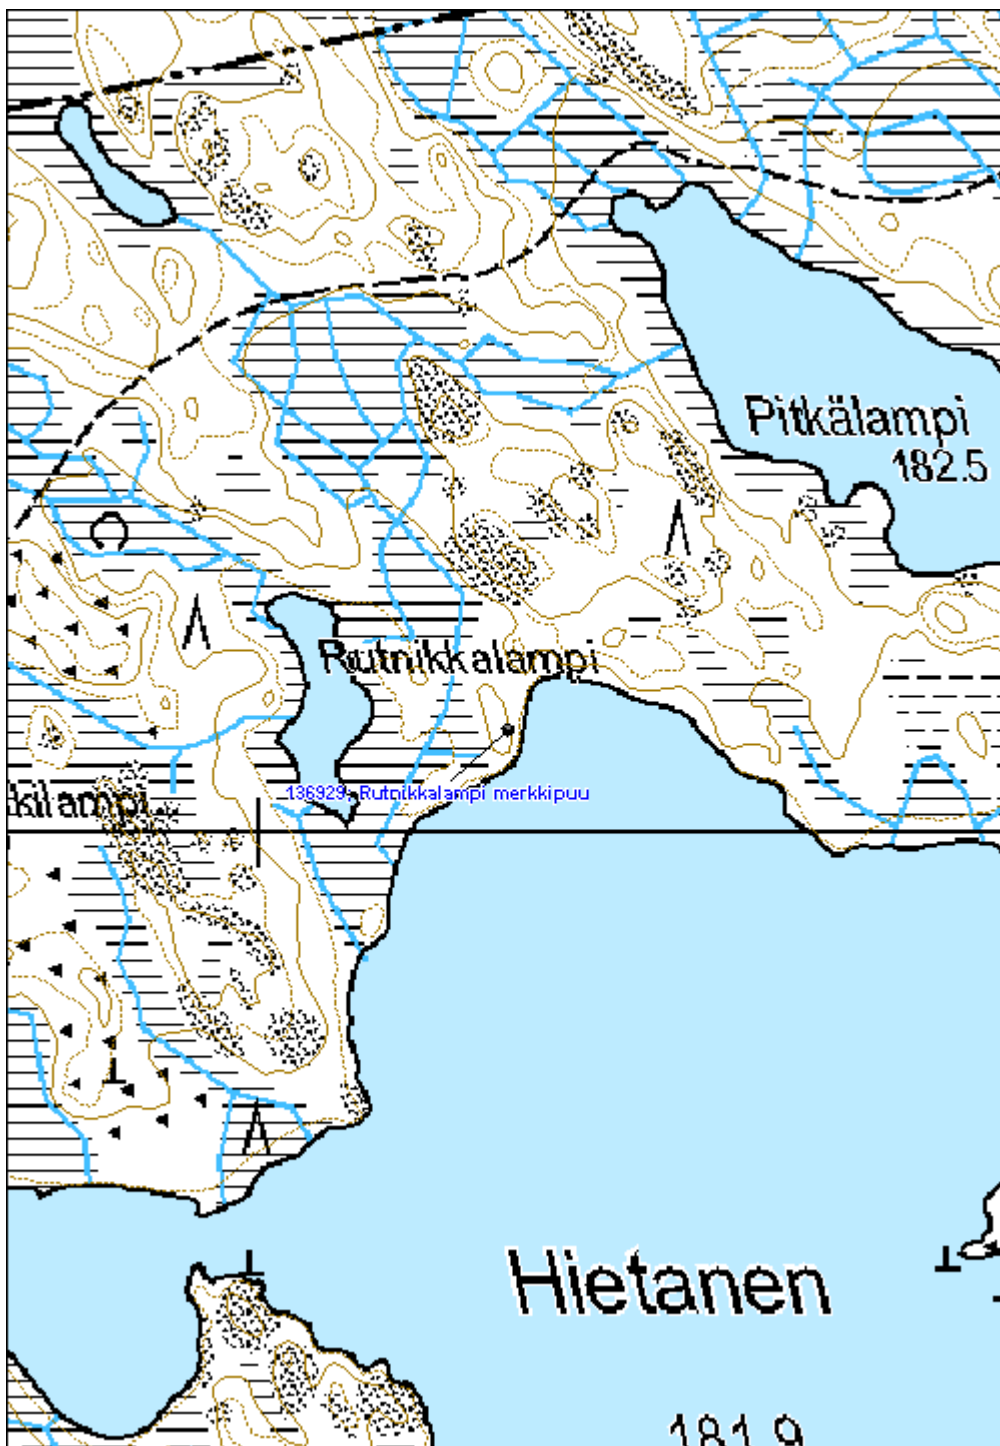 Pitkälampi
182.5
Rutnikkalampi
136929, Rutnikkalampi merkkipuu
kilampi
Hietanen
181.9